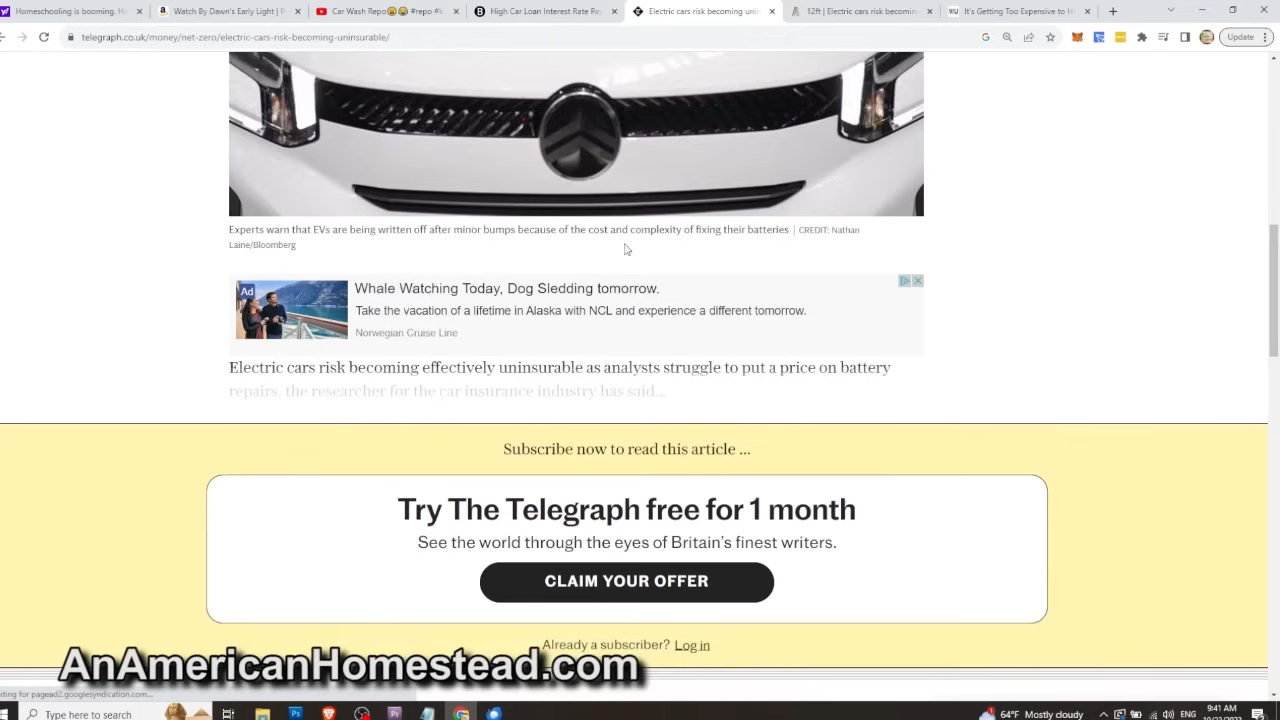 winning. H
Watch By Dawn's Early Light | P
Car Wash Repo😂😂 #repo #
High Car Loan Interest Rate Pa
Electric cars risk becoming unin
12ft | Electric cars risk becomin
It's Getting Too Expensive to H
telegraph.co.uk/money/net-zero/electric-cars-risk-becoming-uninsurable/
Update
Experts warn that EVs are being written off after minor bumps because of the cost and complexity of fixing their batteries | CREDIT: Nathan
Laine/Bloomberg
Ad
Whale Watching Today, Dog Sledding tomorrow.
Take the vacation of a lifetime in Alaska with NCL and experience a different tomorrow.
Norwegian Cruise Line
Electric cars risk becoming effectively uninsurable as analysts struggle to put a price on battery
repairs, the researcher for the car insurance industry has said...
Subscribe now to read this article ...
Try The Telegraph free for 1 month
See the world through the eyes of Britain's finest writers.
CLAIM YOUR OFFER
Already a subscriber? Log in
AnAmericanHomestead.com
iting for pagead2.googlesyndication.com...
Type here to search
64°F Mostly cloudy
9:41 AM